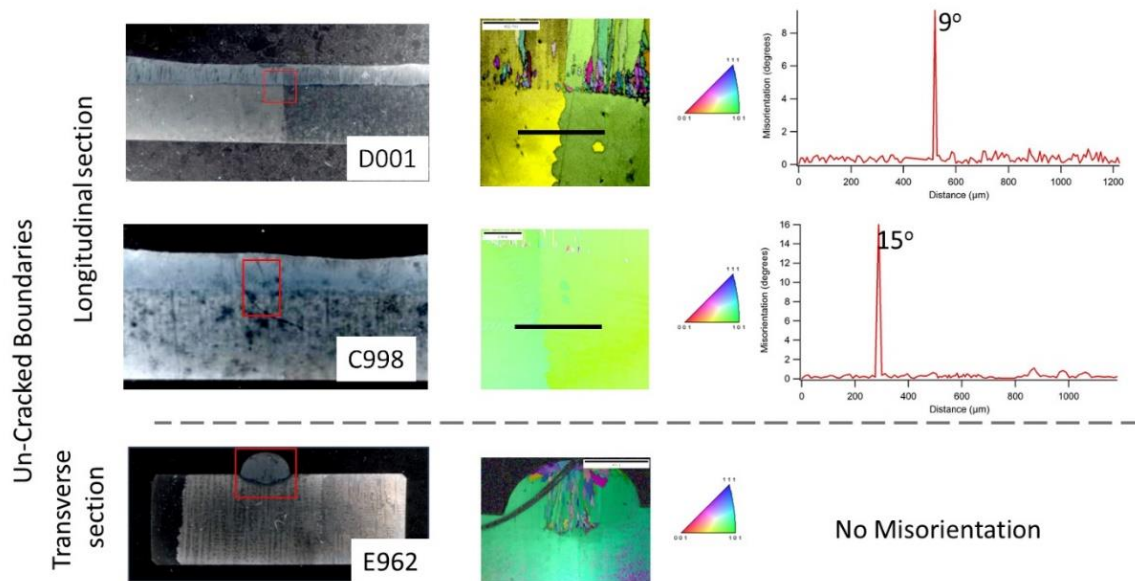 Un-Cracked Boundaries
Longitudinal section
D001
111
001
101
9°
Misorientation (degrees)
8
6
4
2
0
0 200 400 600 800 1000 1200
Distance (µm)
C998
111
001
101
15°
Misorientation (degrees)
16
14
12
10
8
6
4
2
0
0 200 400 600 800 1000
Distance (µm)
Transverse
section
E962
111
001
101
No Misorientation